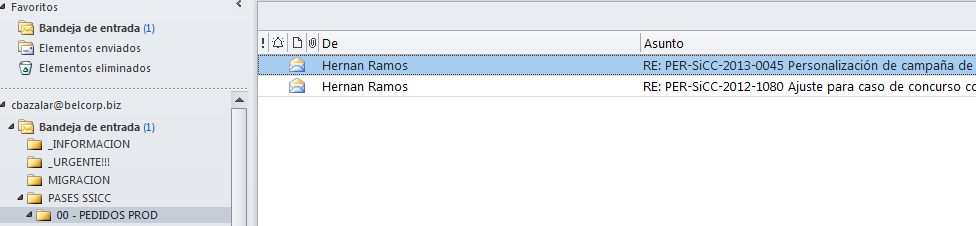 Favoritos
Bandeja de entrada (1)
Elementos enviados
Elementos eliminados
cbazalar@belcorp.biz
Bandeja de entrada (1)
_INFORMACION
_URGENTE!!!
MIGRACION
PASES SSICC
00 - PEDIDOS PROD
! De Asunto
Hernan Ramos RE: PER-SiCC-2013-0045 Personalización de campaña de
Hernan Ramos RE: PER-SiCC-2012-1080 Ajuste para caso de concurso co